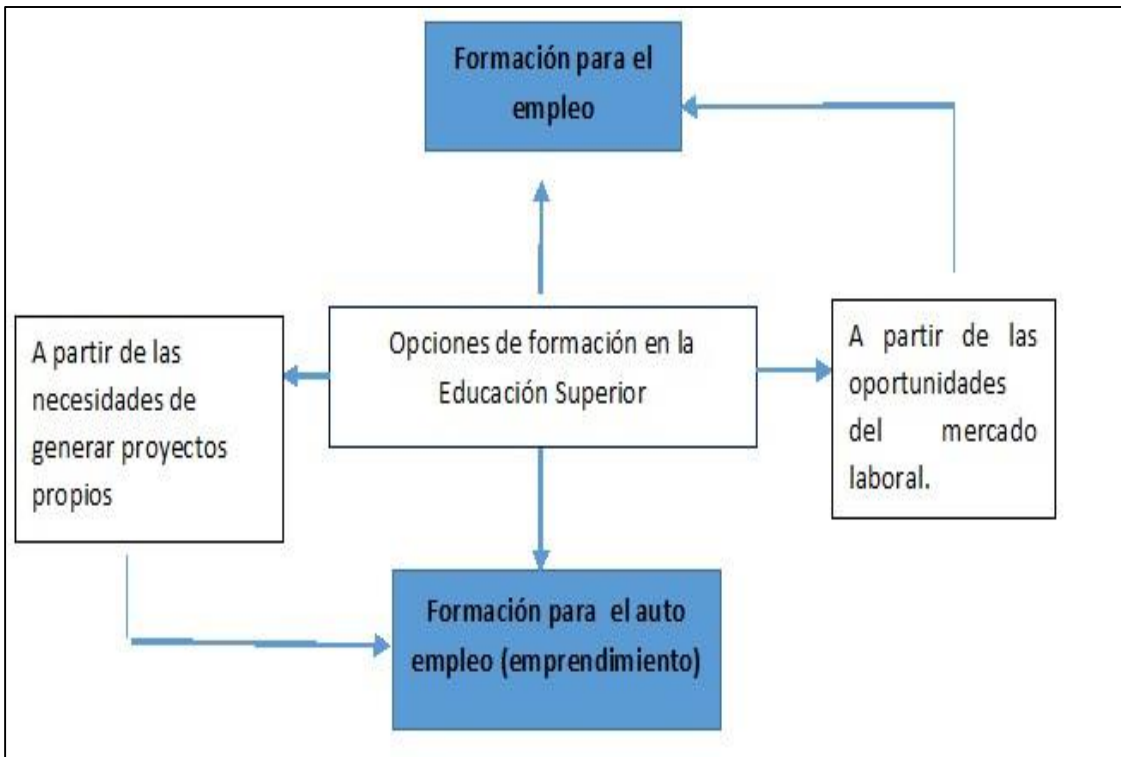 Formación para el
empleo
Opciones de formación en la
Educación Superior
A partir de las
necesidades de
generar proyectos
propios
A partir de las
oportunidades
del mercado
laboral.
Formación para el auto
empleo (emprendimiento)